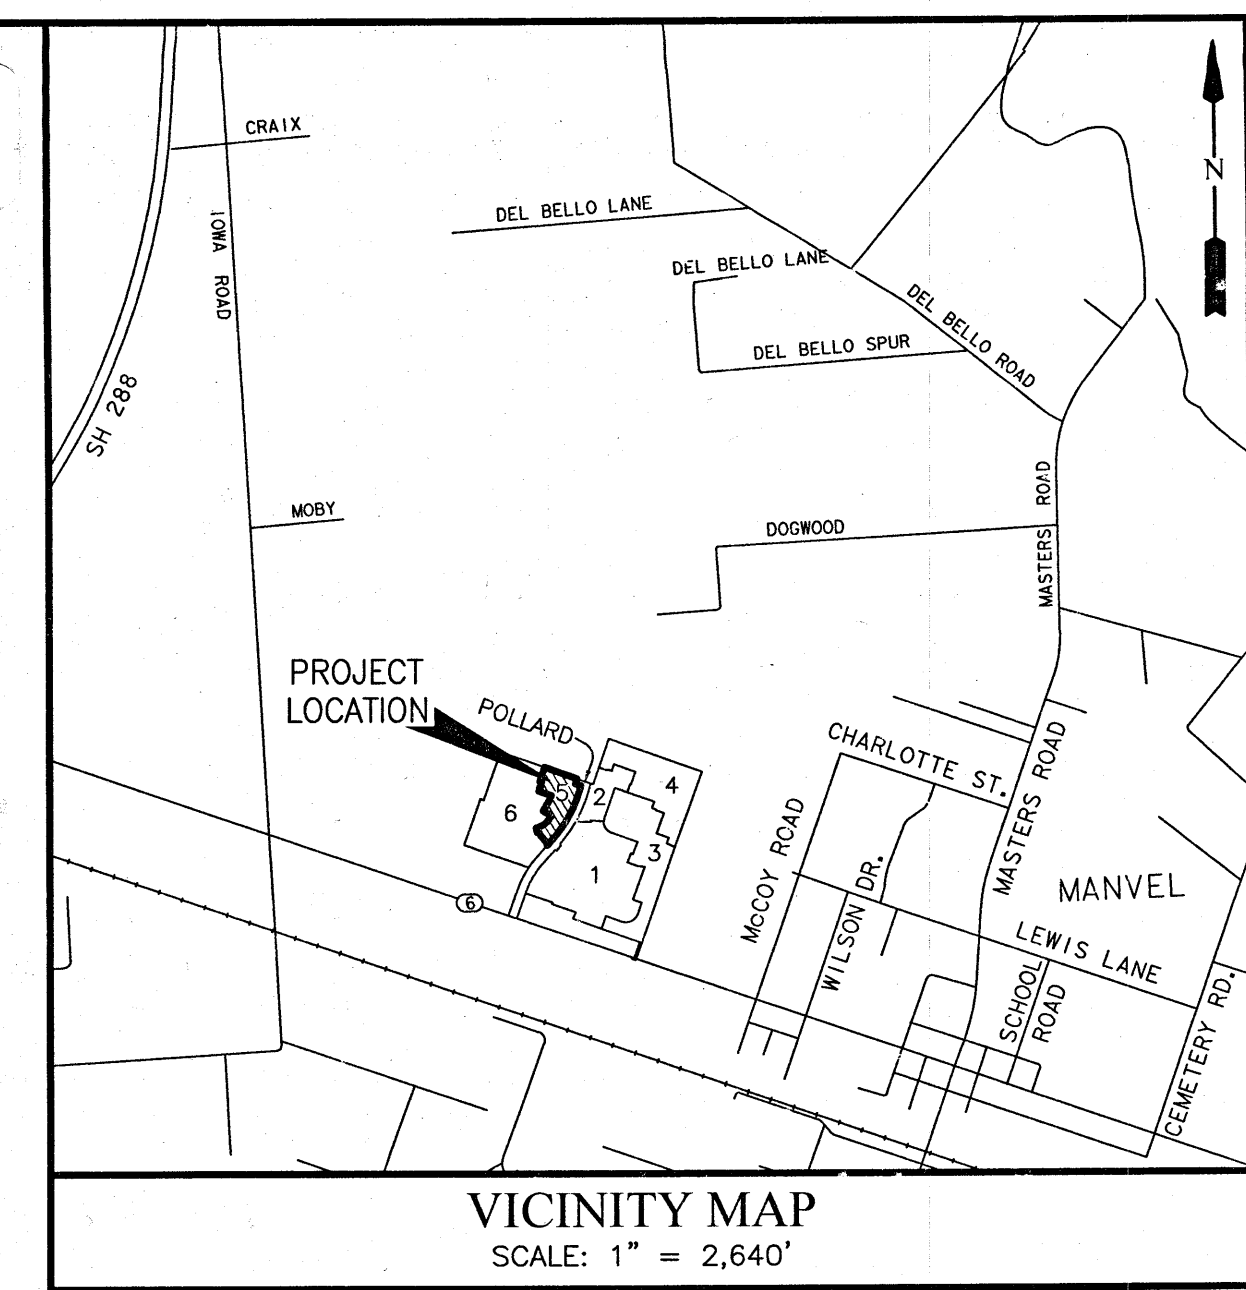 CRAIX
N
IOWA ROAD
DEL BELLO LANE
DEL BELLO LANE
DEL BELLO ROAD
DEL BELLO SPUR
SH 288
MASTERS ROAD
MOBY
DOGWOOD
PROJECT
LOCATION
POLLARD
CHARLOTTE ST.
MASTERS ROAD
5
2
4
6
3
1
McCOY ROAD
WILSON DR.
MANVEL
6
LEWIS LANE
SCHOOL
ROAD
CEMETERY RD.
VICINITY MAP
SCALE: 1" = 2,640'